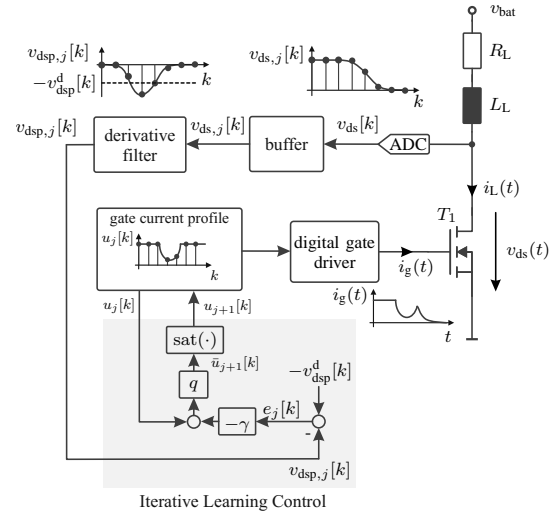 v_bat
v_dsp,j[k]
v_ds,j[k]
R_L
−v^d_dsp[k]
k
k
L_L
v_dsp,j[k]
v_ds,j[k]
v_ds[k]
derivative
filter
buffer
ADC
i_L(t)
gate current profile
T_1
u_j[k]
digital gate
driver
v_ds(t)
k
i_g(t)
i_g(t)
u_j[k]
u_j+1[k]
t
sat(·)
ū_j+1[k]
−v^d_dsp[k]
q
e_j[k]
−γ
-
v_dsp,j[k]
Iterative Learning Control